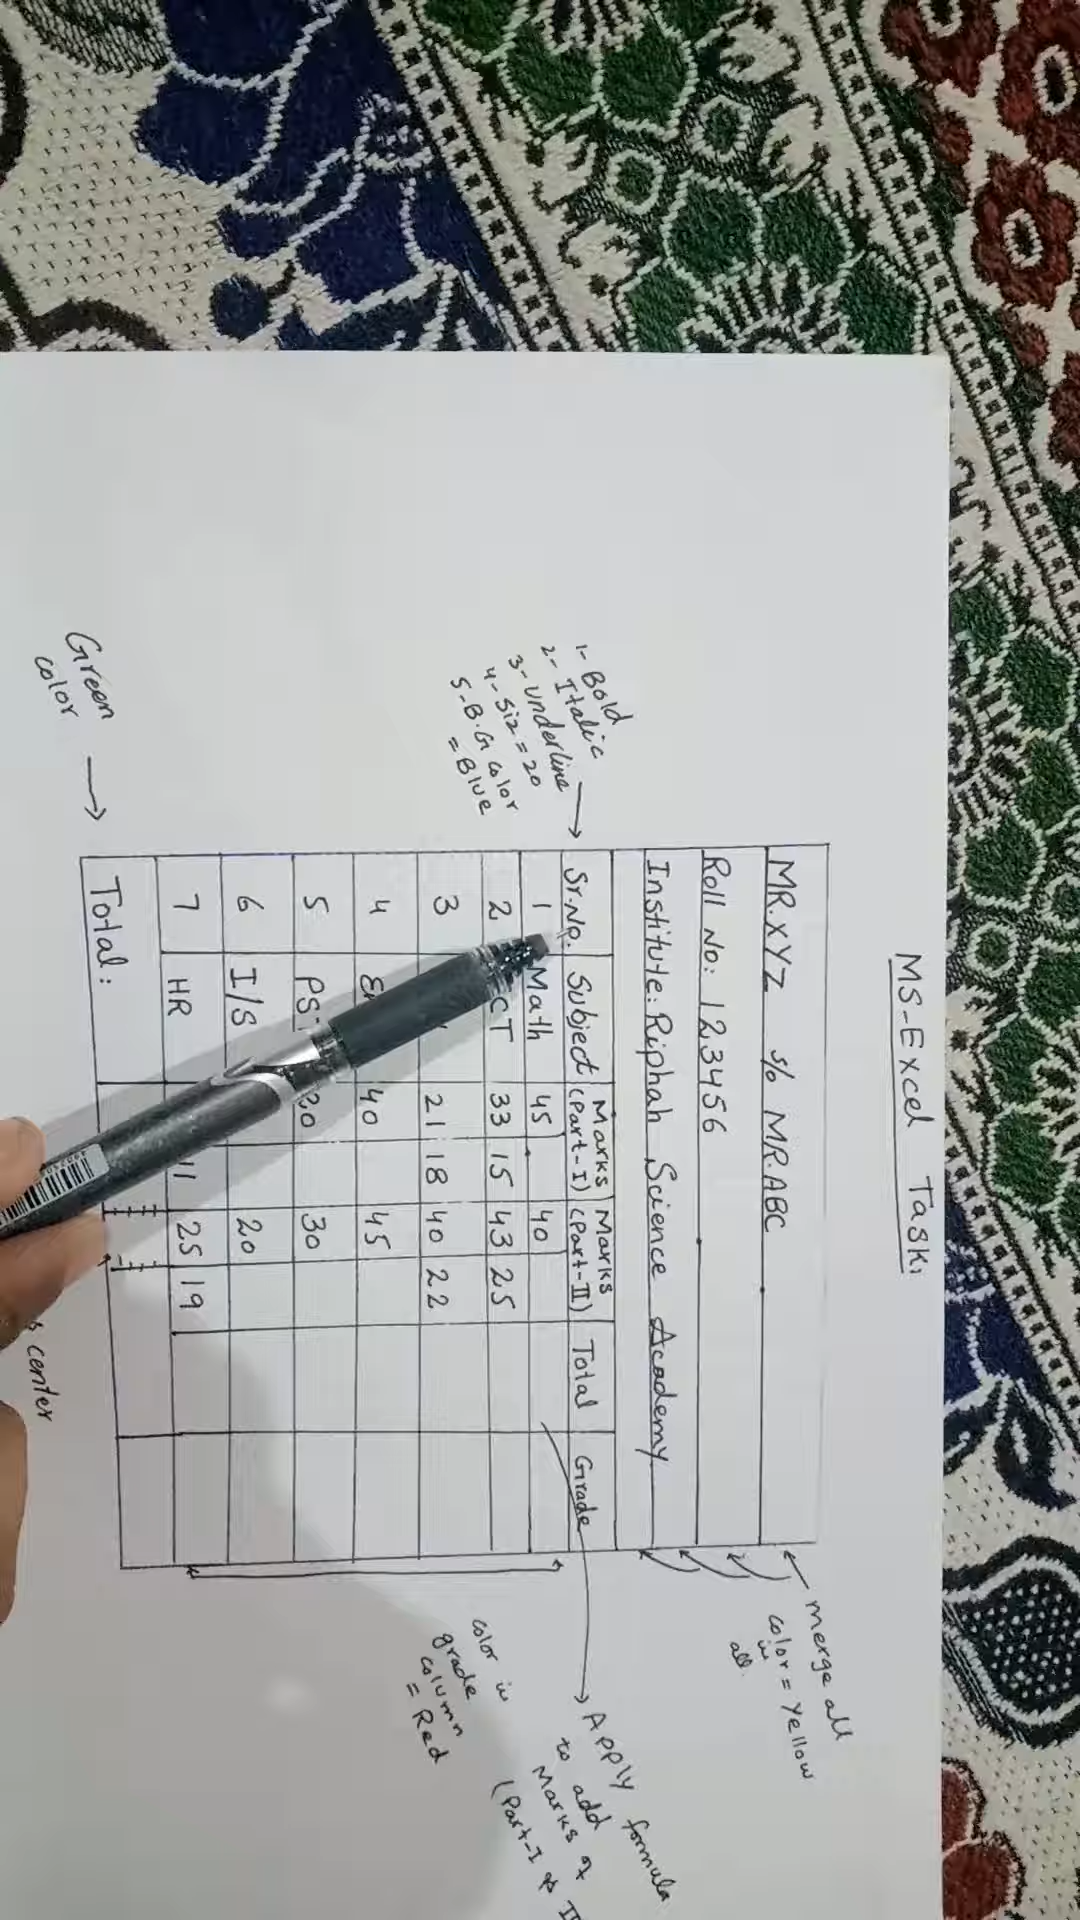 MS-Excel Task:
MR.XYZ s/o MR.ABC
Roll No: 123456
Institute: Riphah Science Academy
merge all
color = Yellow
in
all.
1- Bold
2- Italic
3- Underline
4- Siz = 20
5- B.G color
= Blue
Sr.No: Subject Marks (Part-I) Marks (Part-II) Total Grade
1 Math 45 40
2 CT 33 15 43 25
3 21 18 40 22
4 40 45
5 30
6 I/S 20
7 HR 11 25 19
Total:
Green
color
Apply formula
to add
Marks of
(Part-I & II
color in
grade
column
= Red
center